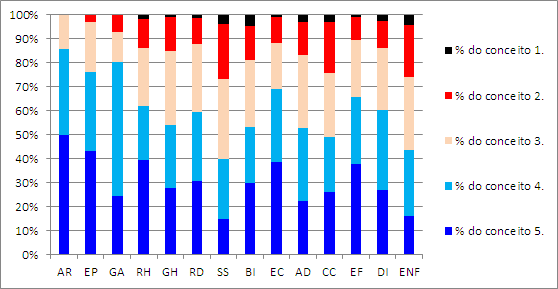 100%
90%
80%
70%
60%
50%
40%
30%
20%
10%
0%
AR EP GA RH GH RD SS BI EC AD CC EF DI ENF
% do conceito 1.
% do conceito 2.
% do conceito 3.
% do conceito 4.
% do conceito 5.